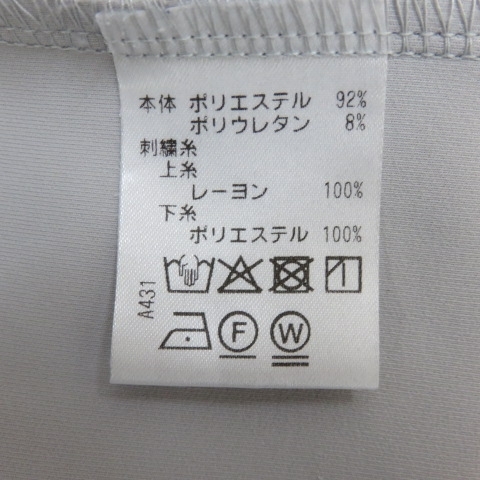 本体 ポリエステル 92%
ポリウレタン 8%
刺繍糸
上糸
レーヨン 100%
下糸
ポリエステル 100%
A431
F W